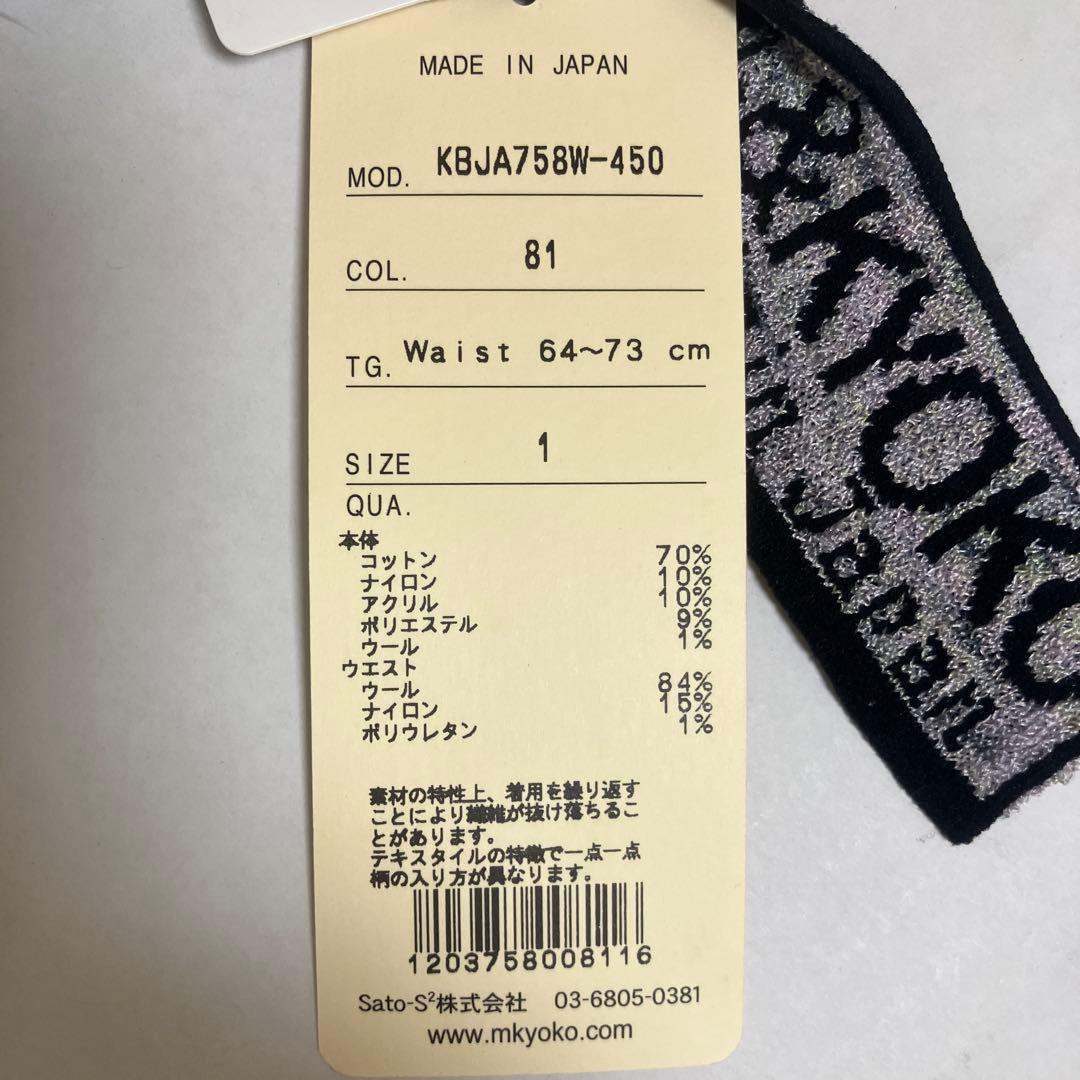 MADE IN JAPAN
MOD. KBJA758W-450
COL. 81
TG. Waist 64～73 cm
SIZE 1
QUA.
本体
コットン 70%
ナイロン 10%
アクリル 10%
ポリエステル 9%
ウール 1%
ウエスト
ウール 84%
ナイロン 15%
ポリウレタン 1%
素材の特性上、着用を繰り返す
ことにより繊維が抜け落ちるこ
とがあります。
テキスタイルの特徴で一点一点
柄の入り方が異なります。
1203758008116
Sato-S²株式会社 03-6805-0381
www.mkyoko.com
&KYOKO